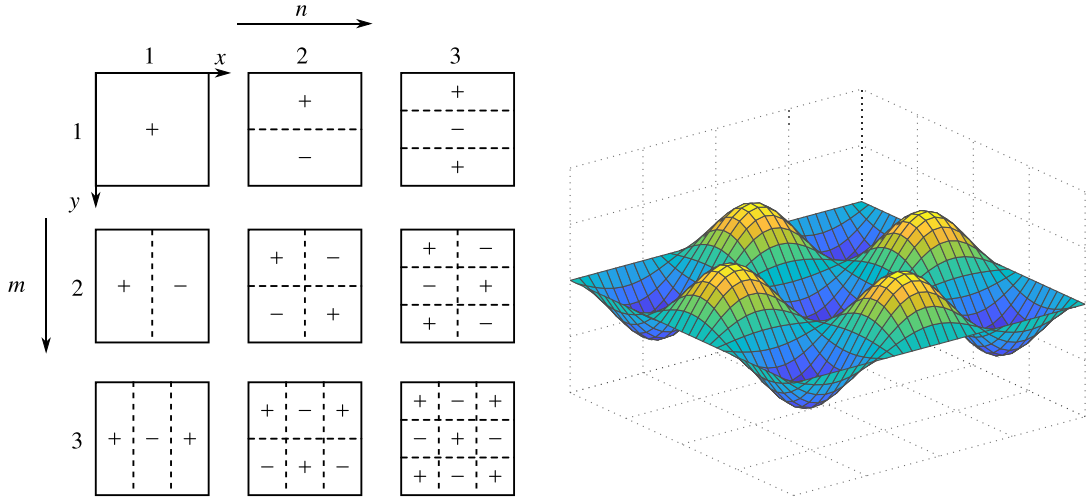 n
1 x 2 3
+ + +
1 −
− +
y
m
+ − +
2 + − − +
− + + −
+ − + + − +
3 + − + − + −
− + − + − +